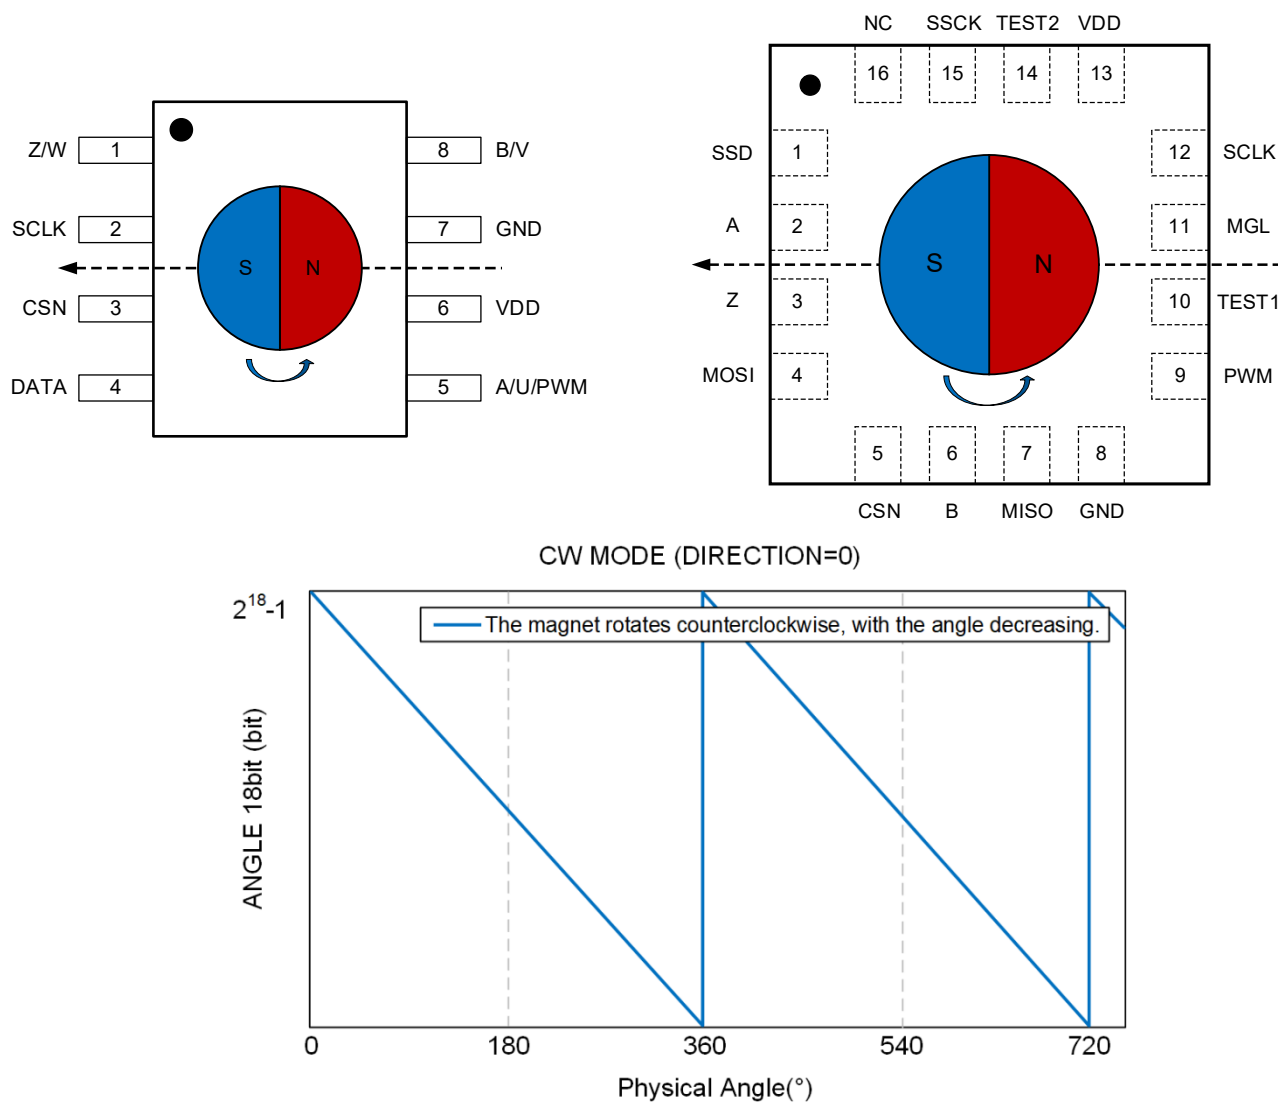 NC SSCK TEST2 VDD
16 15 14 13
Z/W 1 8 B/V
SCLK 2 7 GND
S N
CSN 3 6 VDD
DATA 4 5 A/U/PWM
SSD 1 12 SCLK
A 2 11 MGL
S N
Z 3 10 TEST1
MOSI 4 9 PWM
5 6 7 8
CSN B MISO GND
CW MODE (DIRECTION=0)
2^18-1
The magnet rotates counterclockwise, with the angle decreasing.
ANGLE 18bit (bit)
0 180 360 540 720
Physical Angle(°)